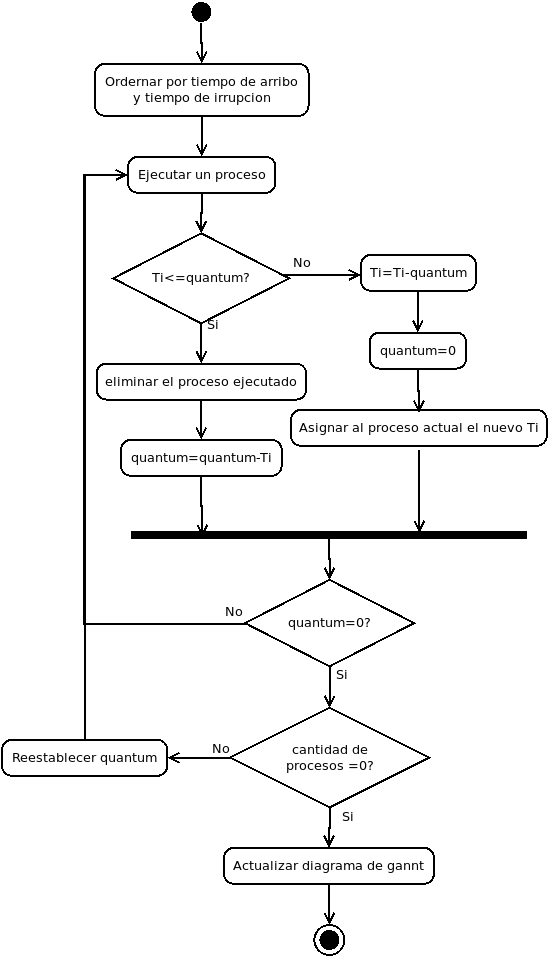 Ordernar por tiempo de arribo
y tiempo de irrupcion
Ejecutar un proceso
Ti<=quantum?
No
Ti=Ti-quantum
Si
quantum=0
eliminar el proceso ejecutado
Asignar al proceso actual el nuevo Ti
quantum=quantum-Ti
No
quantum=0?
Si
cantidad de
procesos =0?
No
Reestablecer quantum
Si
Actualizar diagrama de gannt